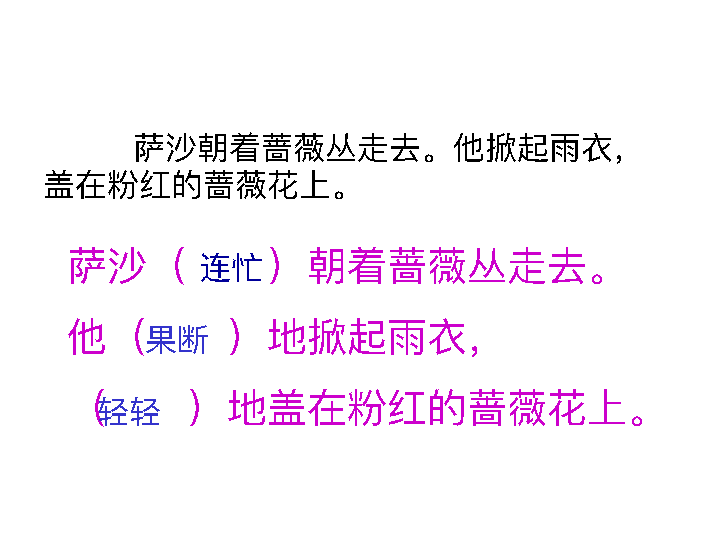 萨沙朝着蔷薇丛走去。他掀起雨衣，
盖在粉红的蔷薇花上。
萨沙（ 连忙 ）朝着蔷薇丛走去。
他（果断 ）地掀起雨衣，
（轻轻 ）地盖在粉红的蔷薇花上。